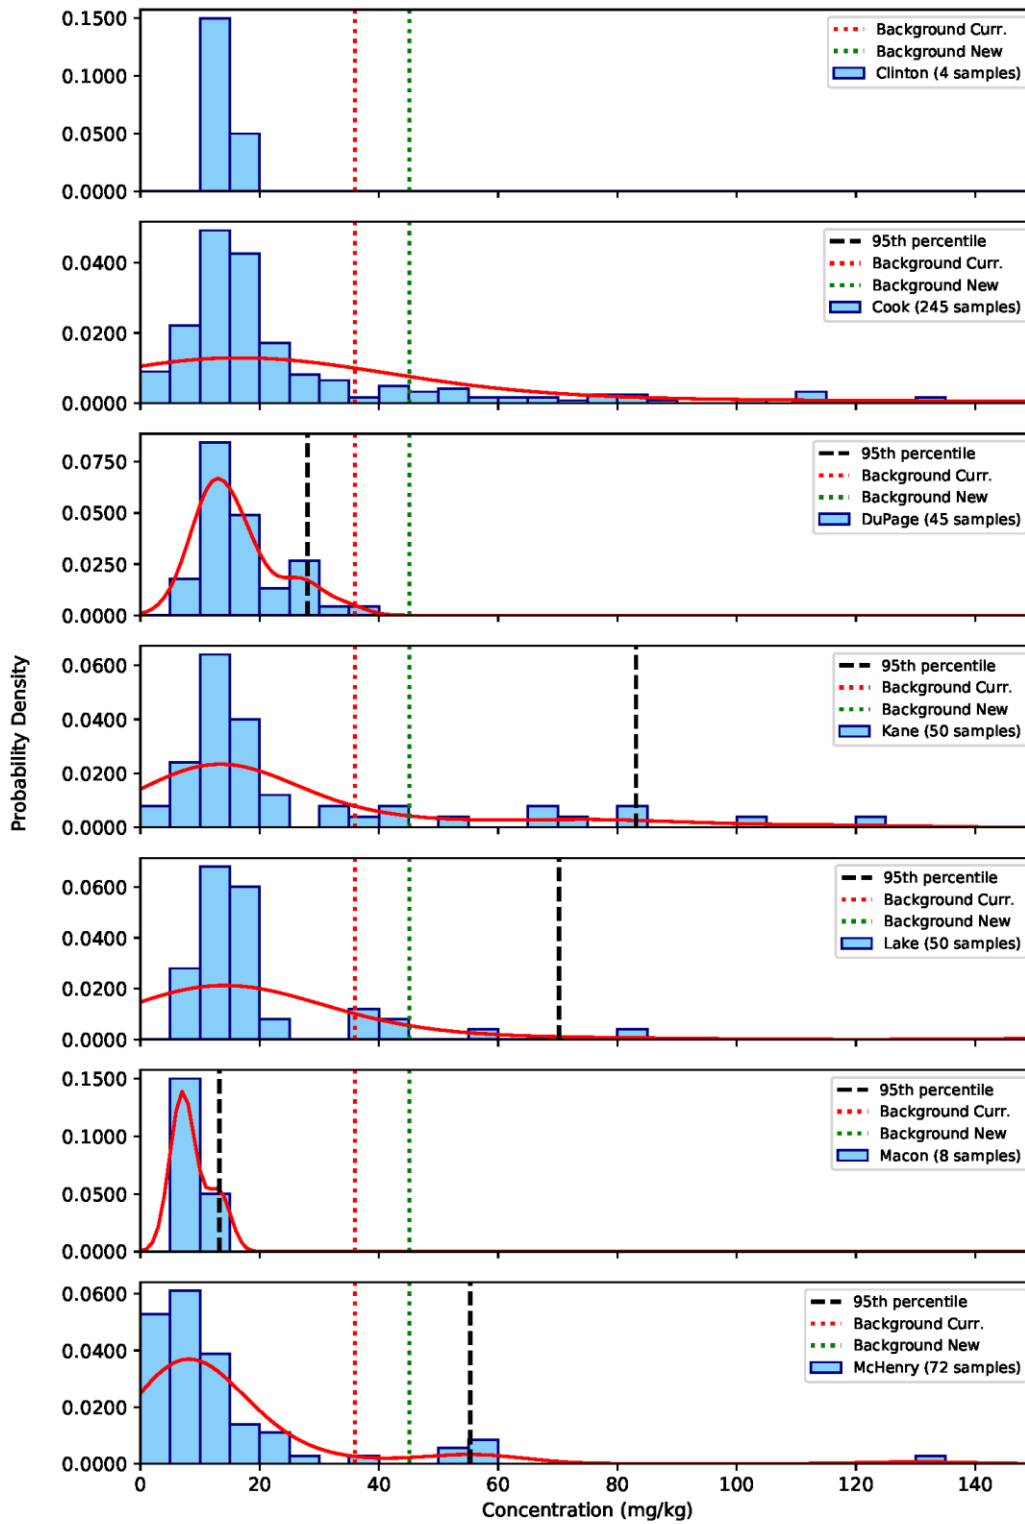 0.1500
0.1000
0.0500
0.0000
Background Curr.
Background New
Clinton (4 samples)
0.0400
0.0200
0.0000
95th percentile
Background Curr.
Background New
Cook (245 samples)
0.0750
0.0500
0.0250
0.0000
95th percentile
Background Curr.
Background New
DuPage (45 samples)
Probability Density
0.0600
0.0400
0.0200
0.0000
95th percentile
Background Curr.
Background New
Kane (50 samples)
0.0600
0.0400
0.0200
0.0000
95th percentile
Background Curr.
Background New
Lake (50 samples)
0.1500
0.1000
0.0500
0.0000
95th percentile
Background Curr.
Background New
Macon (8 samples)
0.0600
0.0400
0.0200
0.0000
95th percentile
Background Curr.
Background New
McHenry (72 samples)
0 20 40 60 80 100 120 140
Concentration (mg/kg)